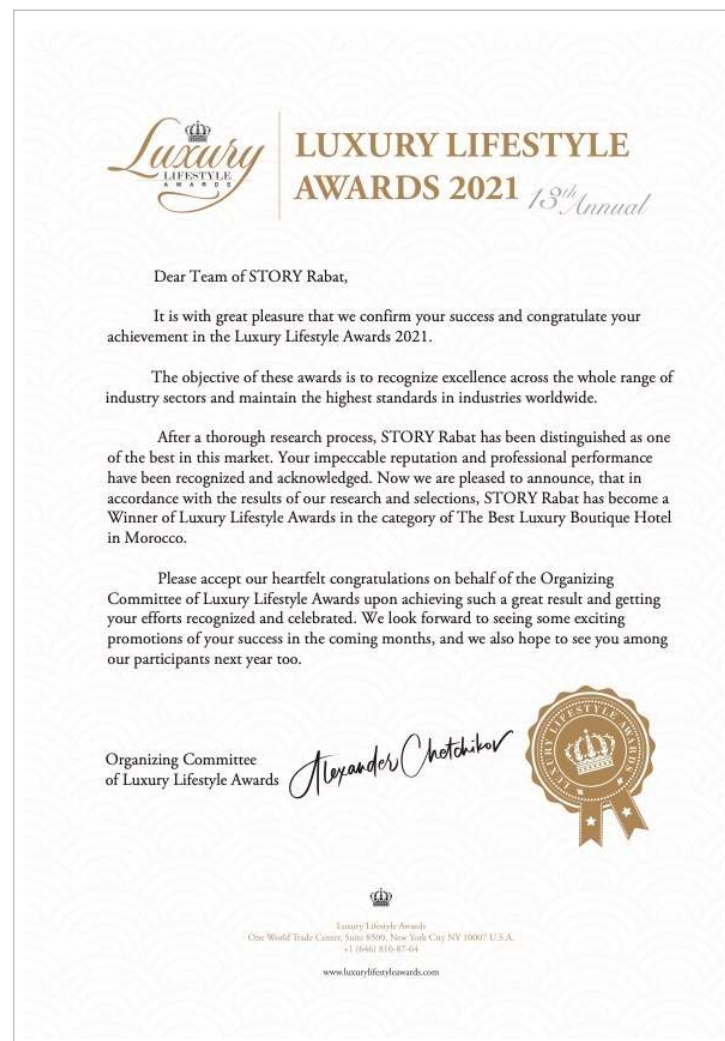 Luxury
LIFESTYLE
AWARDS
LUXURY LIFESTYLE
AWARDS 2021 13th Annual
Dear Team of STORY Rabat,
It is with great pleasure that we confirm your success and congratulate your
achievement in the Luxury Lifestyle Awards 2021.
The objective of these awards is to recognize excellence across the whole range of
industry sectors and maintain the highest standards in industries worldwide.
After a thorough research process, STORY Rabat has been distinguished as one
of the best in this market. Your impeccable reputation and professional performance
have been recognized and acknowledged. Now we are pleased to announce, that in
accordance with the results of our research and selections, STORY Rabat has become a
Winner of Luxury Lifestyle Awards in the category of The Best Luxury Boutique Hotel
in Morocco.
Please accept our heartfelt congratulations on behalf of the Organizing
Committee of Luxury Lifestyle Awards upon achieving such a great result and getting
your efforts recognized and celebrated. We look forward to seeing some exciting
promotions of your success in the coming months, and we also hope to see you among
our participants next year too.
Organizing Committee
of Luxury Lifestyle Awards
Alexander Chetchikov
LUXURY LIFESTYLE AWARDS
Luxury Lifestyle Awards
One World Trade Center, Suite 8500, New York City NY 10007 U.S.A.
+1 (646) 810-87-64
www.luxurylifestyleawards.com